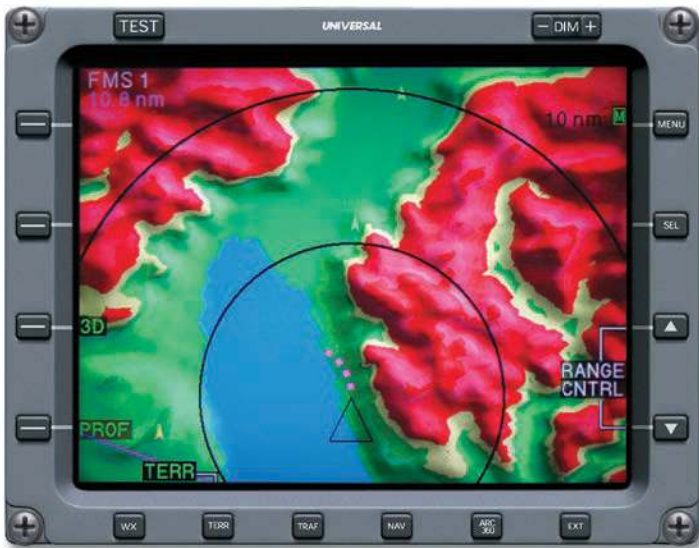 TEST
UNIVERSAL
− DIM +
FMS 1
10.8 nm
10 nm
M
MENU
SEL
3D
RANGE
CNTRL
PROF
TERR
WX
TERR
TRAF
NAV
ARC
360
EXT